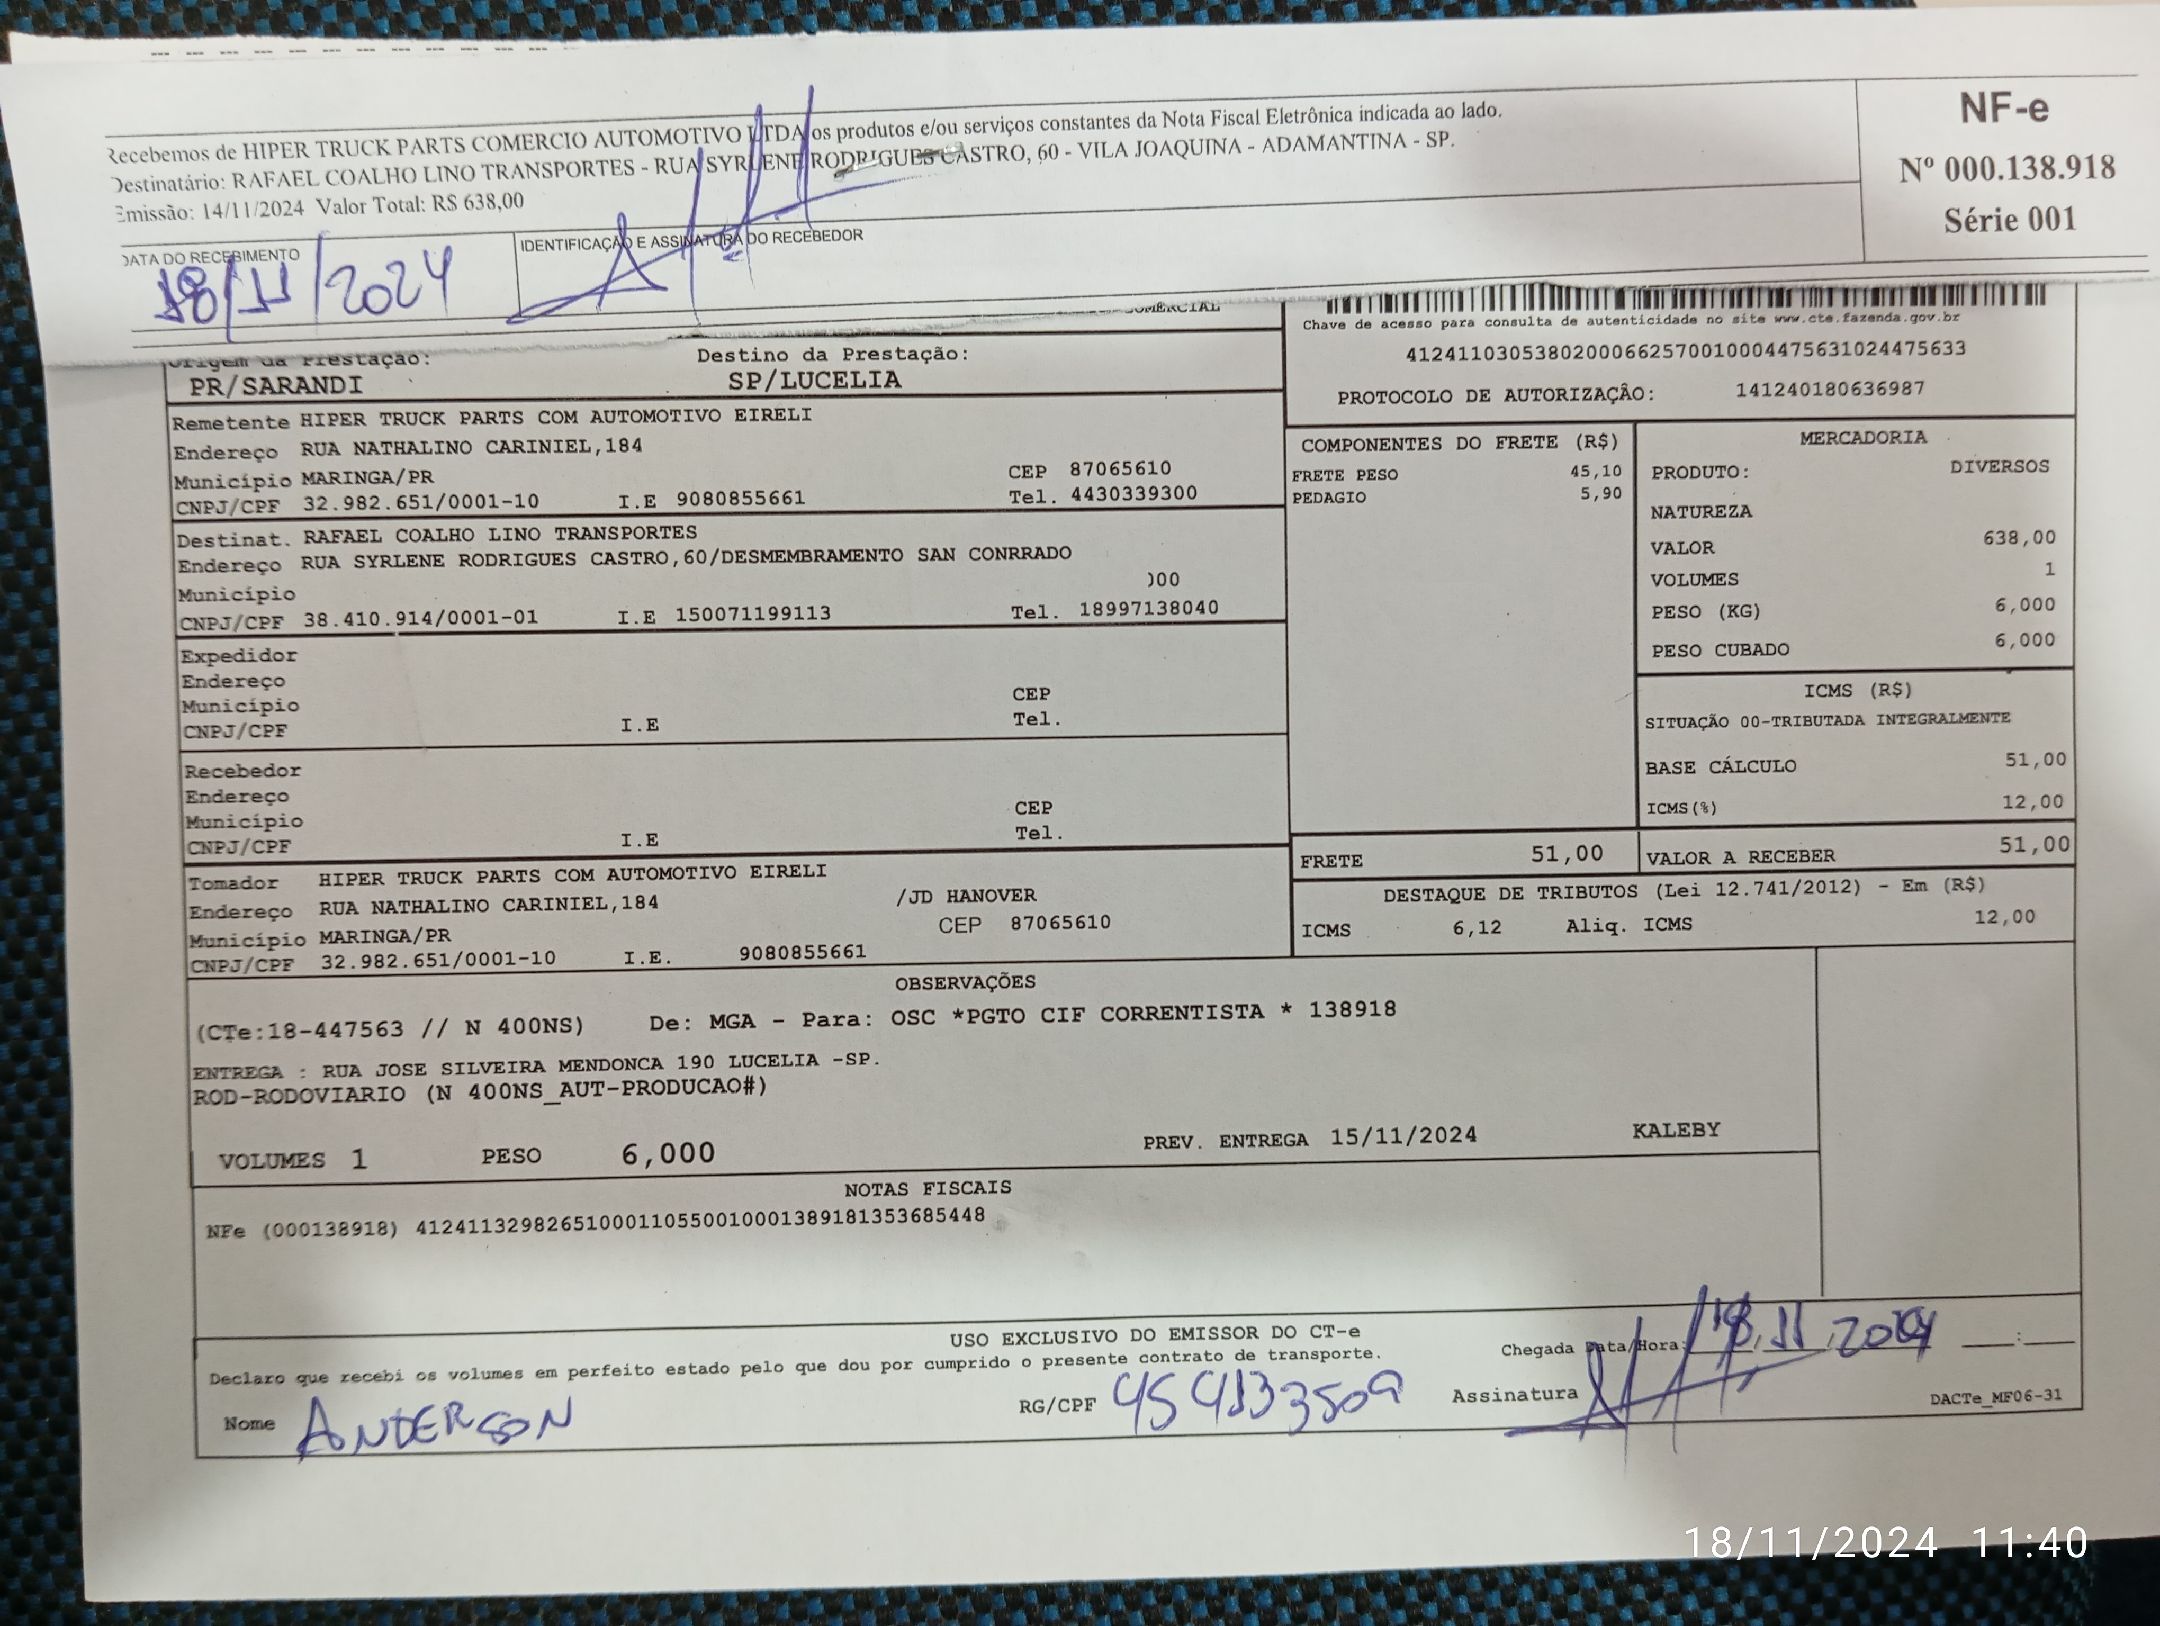 Recebemos de HIPER TRUCK PARTS COMERCIO AUTOMOTIVO LTDA os produtos e/ou serviços constantes da Nota Fiscal Eletrônica indicada ao lado.
Destinatário: RAFAEL COALHO LINO TRANSPORTES - RUA SYRLENE RODRIGUES CASTRO, 60 - VILA JOAQUINA - ADAMANTINA - SP.
Emissão: 14/11/2024 Valor Total: R$ 638,00
NF-e
Nº 000.138.918
Série 001
DATA DO RECEBIMENTO
18/11/2024
IDENTIFICAÇÃO E ASSINATURA DO RECEBEDOR
Chave de acesso para consulta de autenticidade no site www.cte.fazenda.gov.br
41241103053802000662570010004475631024475633
PROTOCOLO DE AUTORIZAÇÃO: 141240180636987
Origem da Prestação: Destino da Prestação:
PR/SARANDI SP/LUCELIA
Remetente HIPER TRUCK PARTS COM AUTOMOTIVO EIRELI
Endereço RUA NATHALINO CARINIEL,184
Município MARINGA/PR CEP 87065610
CNPJ/CPF 32.982.651/0001-10 I.E 9080855661 Tel. 4430339300
Destinat. RAFAEL COALHO LINO TRANSPORTES
Endereço RUA SYRLENE RODRIGUES CASTRO,60/DESMEMBRAMENTO SAN CONRRADO
Município 00
CNPJ/CPF 38.410.914/0001-01 I.E 150071199113 Tel. 18997138040
Expedidor
Endereço
Município CEP
CNPJ/CPF I.E Tel.
Recebedor
Endereço
Município CEP
CNPJ/CPF I.E Tel.
Tomador HIPER TRUCK PARTS COM AUTOMOTIVO EIRELI
Endereço RUA NATHALINO CARINIEL,184 /JD HANOVER
Município MARINGA/PR CEP 87065610
CNPJ/CPF 32.982.651/0001-10 I.E. 9080855661
COMPONENTES DO FRETE (R$)
FRETE PESO 45,10
PEDAGIO 5,90
MERCADORIA
PRODUTO: DIVERSOS
NATUREZA
VALOR 638,00
VOLUMES 1
PESO (KG) 6,000
PESO CUBADO 6,000
ICMS (R$)
SITUAÇÃO 00-TRIBUTADA INTEGRALMENTE
BASE CÁLCULO 51,00
ICMS(%) 12,00
FRETE 51,00 VALOR A RECEBER 51,00
DESTAQUE DE TRIBUTOS (Lei 12.741/2012) - Em (R$)
ICMS 6,12 Aliq. ICMS 12,00
OBSERVAÇÕES
(CTe:18-447563 // N 400NS) De: MGA - Para: OSC *PGTO CIF CORRENTISTA * 138918
ENTREGA : RUA JOSE SILVEIRA MENDONCA 190 LUCELIA -SP.
ROD-RODOVIARIO (N 400NS_AUT-PRODUCAO#)
VOLUMES 1 PESO 6,000 PREV. ENTREGA 15/11/2024 KALEBY
NOTAS FISCAIS
NFe (000138918) 41241132982651000110550010001389181353685448
USO EXCLUSIVO DO EMISSOR DO CT-e
Declaro que recebi os volumes em perfeito estado pelo que dou por cumprido o presente contrato de transporte.
Chegada Data/Hora: 18.11.2024 __:__
Nome ANDERSON RG/CPF 454133509 Assinatura
DACTe_MF06-31
18/11/2024 11:40